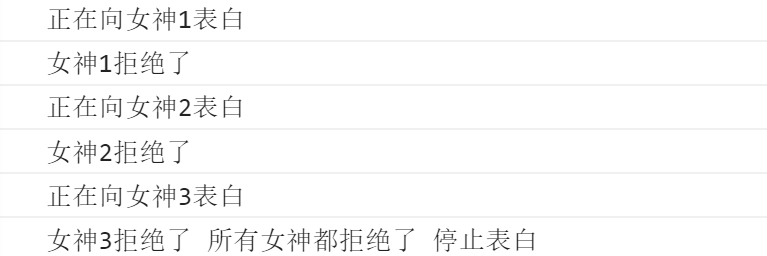 正在向女神1表白
女神1拒绝了
正在向女神2表白
女神2拒绝了
正在向女神3表白
女神3拒绝了 所有女神都拒绝了 停止表白